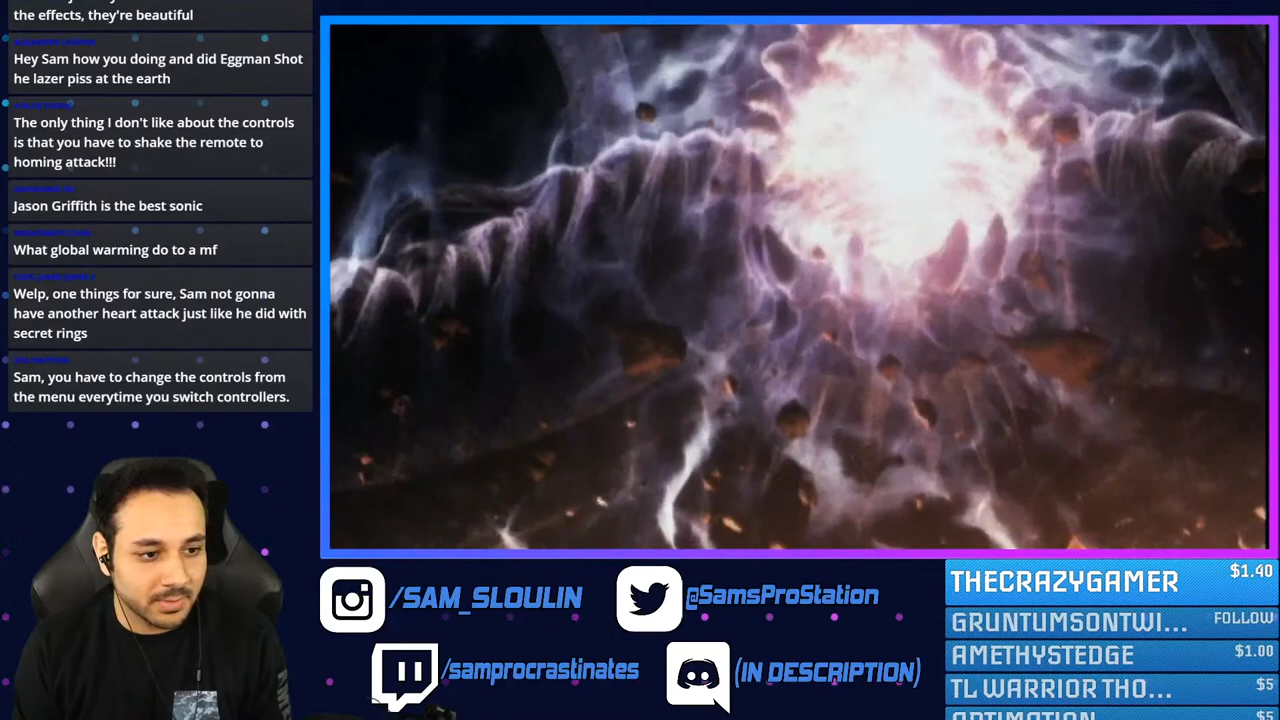 the effects, they're beautiful
Hey Sam how you doing and did Eggman Shot
he lazer piss at the earth
The only thing I don't like about the controls
is that you have to shake the remote to
homing attack!!!
Jason Griffith is the best sonic
What global warming do to a mf
Welp, one things for sure, Sam not gonna
have another heart attack just like he did with
secret rings
Sam, you have to change the controls from
the menu everytime you switch controllers.
/SAM_SLOULIN
@SamsProStation
/samprocrastinates
(IN DESCRIPTION)
THECRAZYGAMER $1.40
GRUNTUMSONTWI... FOLLOW
AMETHYSTEDGE $1.00
TL WARRIOR THO... $5
$5